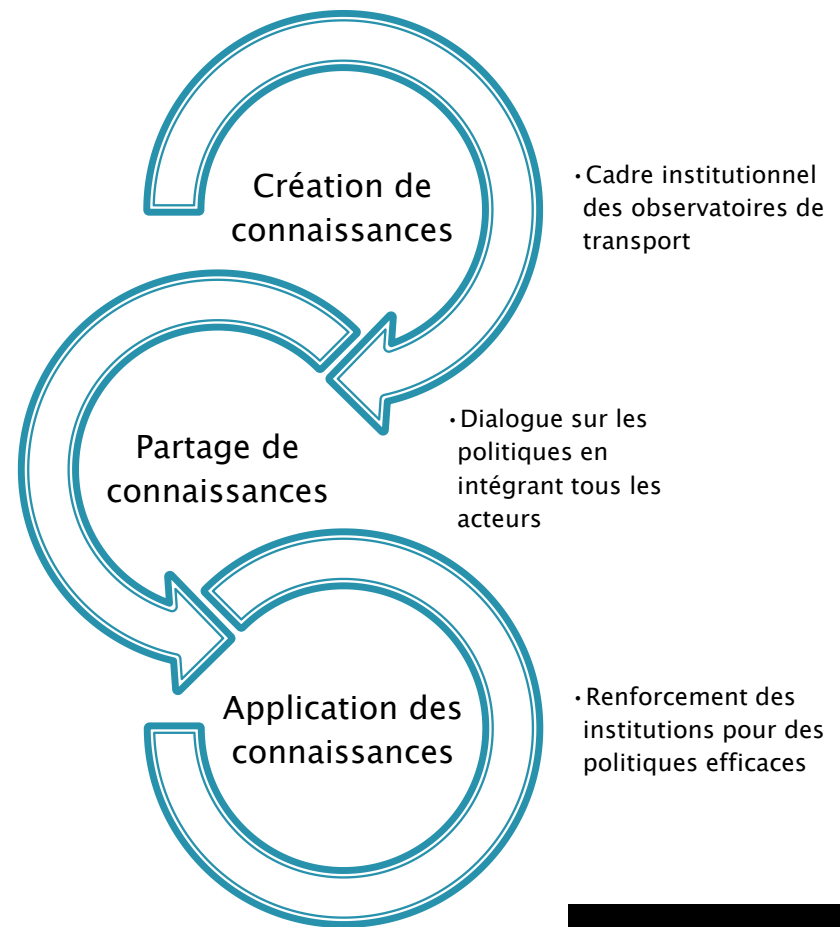 Création de
connaissances
·Cadre institutionnel
des observatoires de
transport
Partage de
connaissances
·Dialogue sur les
politiques en
intégrant tous les
acteurs
Application des
connaissances
·Renforcement des
institutions pour des
politiques efficaces